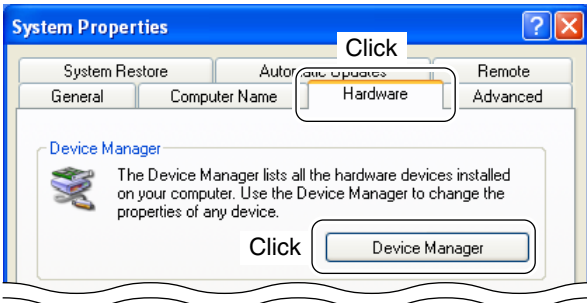 System Properties
Click
System Restore Automatic Updates Remote
General Computer Name Hardware Advanced
Device Manager
The Device Manager lists all the hardware devices installed
on your computer. Use the Device Manager to change the
properties of any device.
Click Device Manager